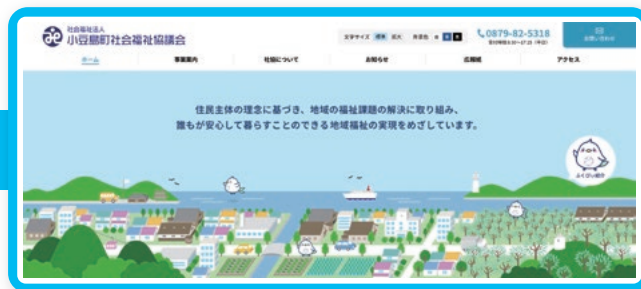 社会福祉法人
小豆島町社会福祉協議会
文字サイズ 標準 拡大 背景色
0879-82-5318
お問い合わせ
ホーム
事業案内
社協について
お知らせ
広報紙
アクセス
住民主体の理念に基づき、地域の福祉課題の解決に取り組み、
誰もが安心して暮らすことのできる地域福祉の実現をめざしています。
ふくぴぃ紹介